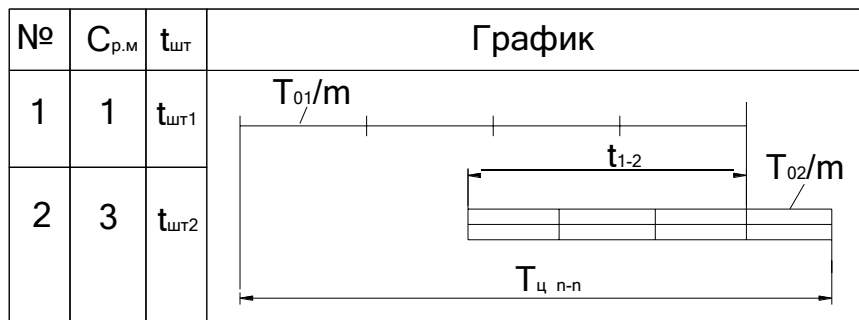 № Cр.м tшт График
1 1 tшт1 T01/m
t1-2
T02/m
2 3 tшт2
Tц п-п